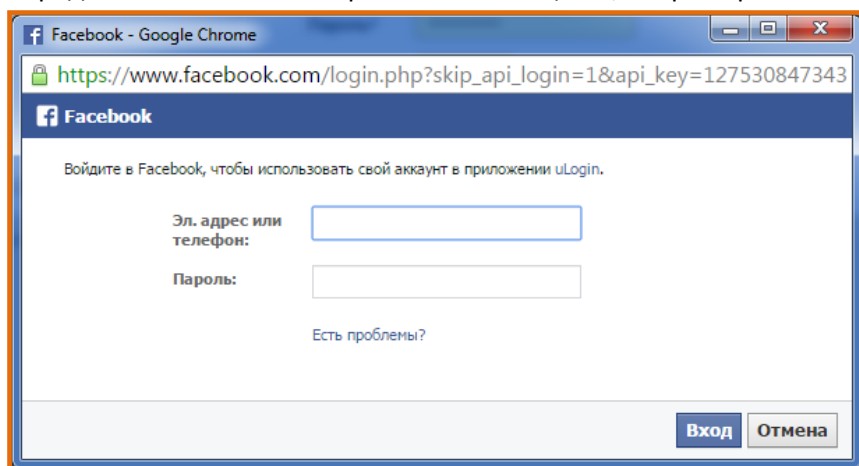 Facebook - Google Chrome
https://www.facebook.com/login.php?skip_api_login=1&api_key=127530847343
Facebook
Войдите в Facebook, чтобы использовать свой аккаунт в приложении uLogin.
Эл. адрес или
телефон:
Пароль:
Есть проблемы?
Вход Отмена